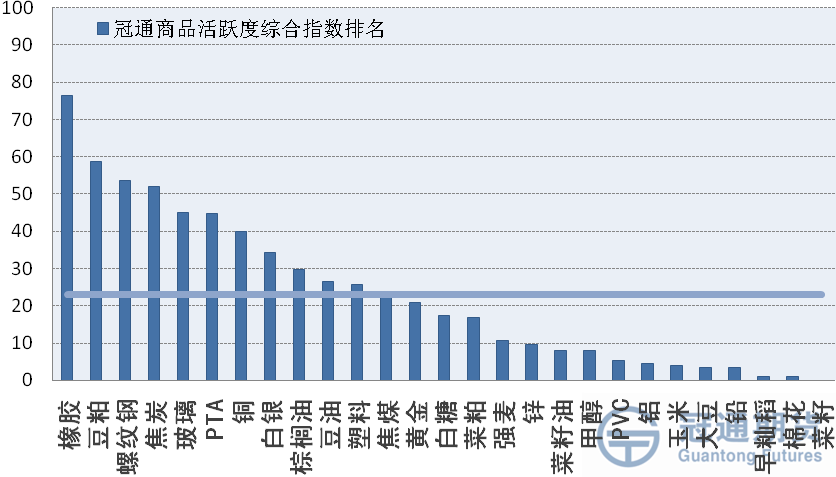 冠通商品活跃度综合指数排名
100
90
80
70
60
50
40
30
20
10
0
橡胶
豆粕
螺纹钢
焦炭
玻璃
PTA
铜
白银
棕榈油
豆油
塑料
焦煤
黄金
白糖
菜粕
强麦
锌
菜籽油
甲醇
PVC
铝
玉米
大豆
铅
早籼稻
棉花
菜籽
冠通期货
Guantong Futures